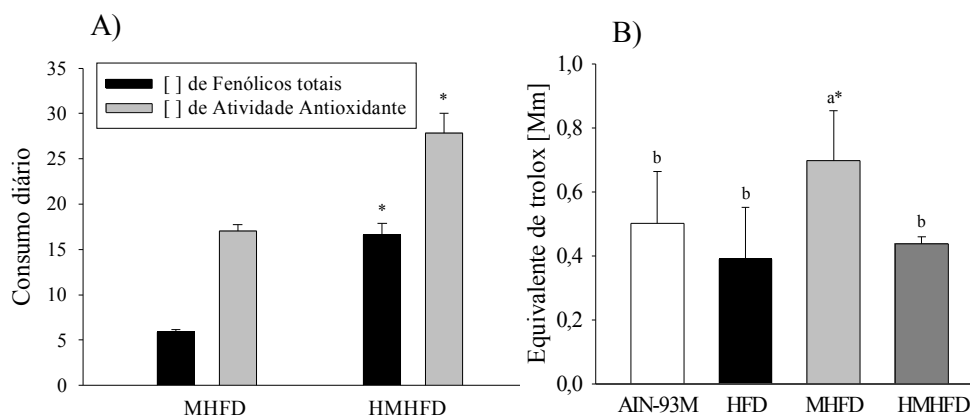 A)
Consumo diário
35
30
25
20
15
10
5
0
[ ] de Fenólicos totais
[ ] de Atividade Antioxidante
*
*
MHFD
HMHFD
B)
Equivalente de trolox [Mm]
1,0
0,8
0,6
0,4
0,2
0,0
b
b
a*
b
AIN-93M
HFD
MHFD
HMHFD